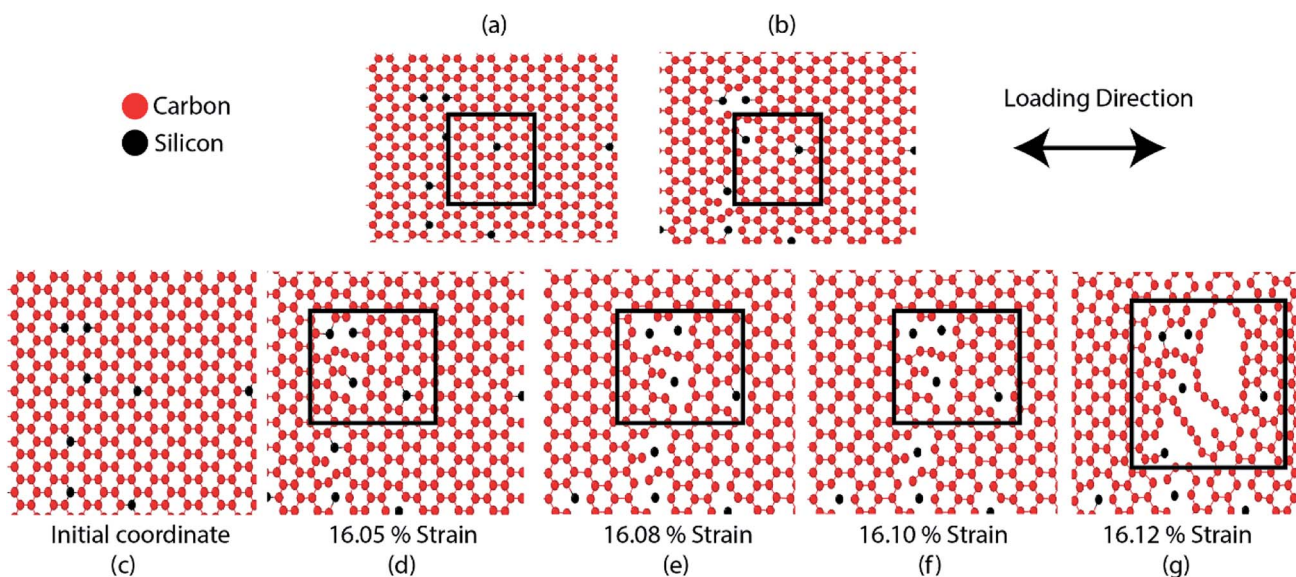 (a)
(b)
Carbon
Silicon
Loading Direction
Initial coordinate
(c)
16.05 % Strain
(d)
16.08 % Strain
(e)
16.10 % Strain
(f)
16.12 % Strain
(g)